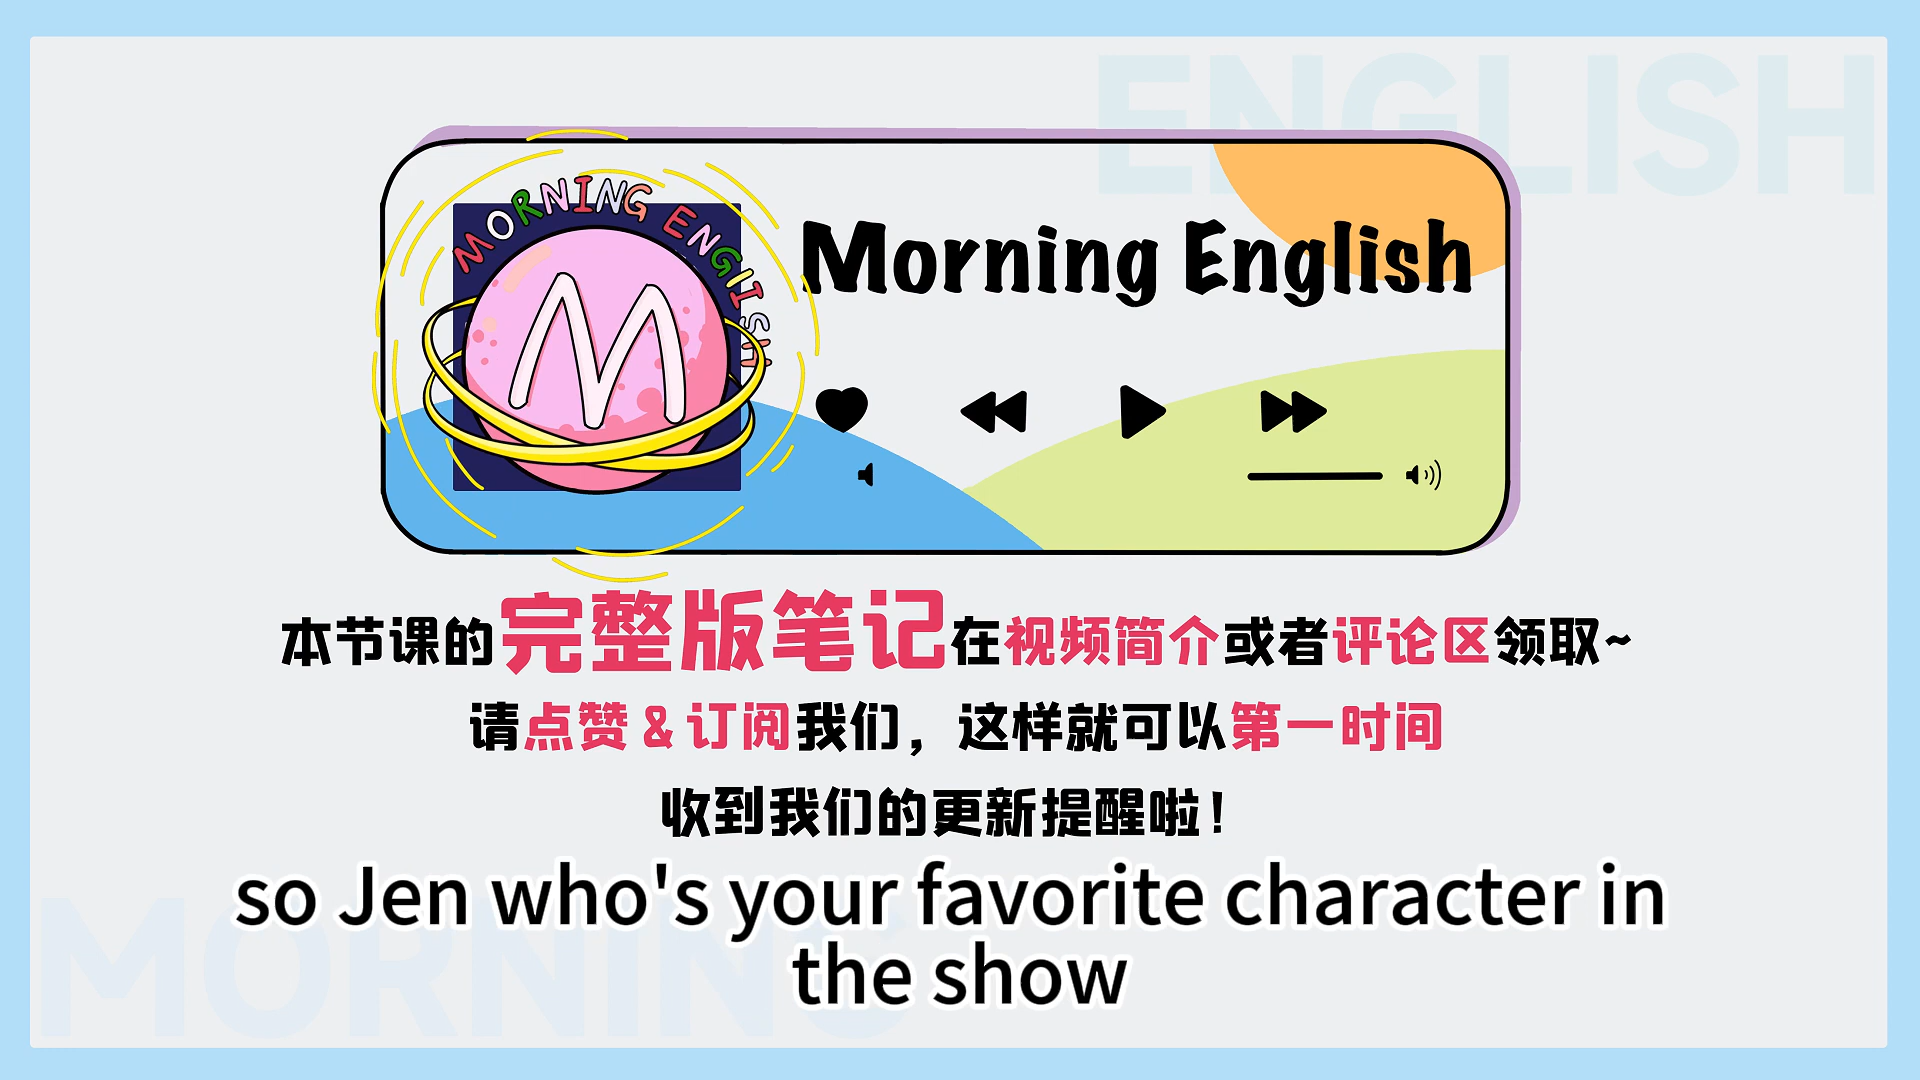 ENGLISH
MORNING ENGLISH
M
Morning English
本节课的完整版笔记在视频简介或者评论区领取~
请点赞&订阅我们，这样就可以第一时间
收到我们的更新提醒啦！
so Jen who's your favorite character in
the show
MORNING